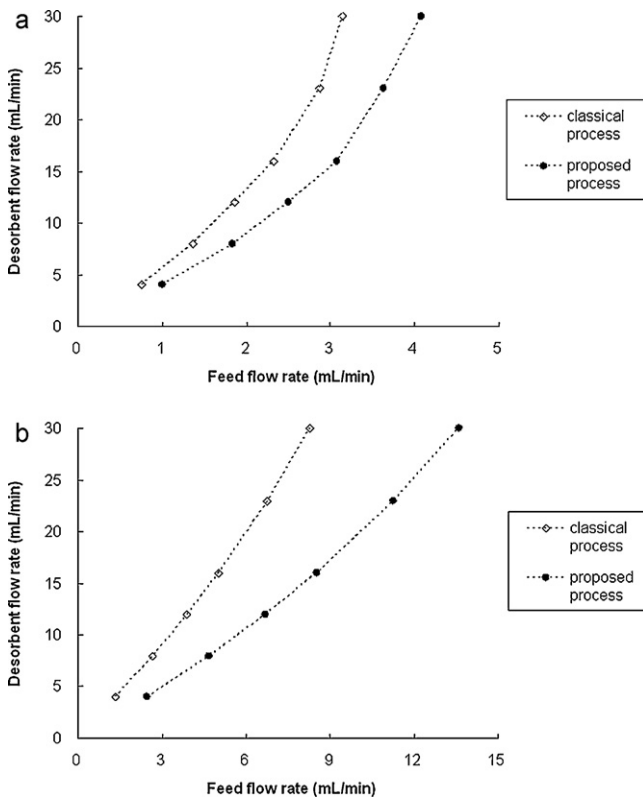 a
30
25
20
15
10
5
0
Desorbent flow rate (mL/min)
0 1 2 3 4 5
Feed flow rate (mL/min)
classical
process
proposed
process
b
30
25
20
15
10
5
0
Desorbent flow rate (mL/min)
0 3 6 9 12 15
Feed flow rate (mL/min)
classical
process
proposed
process